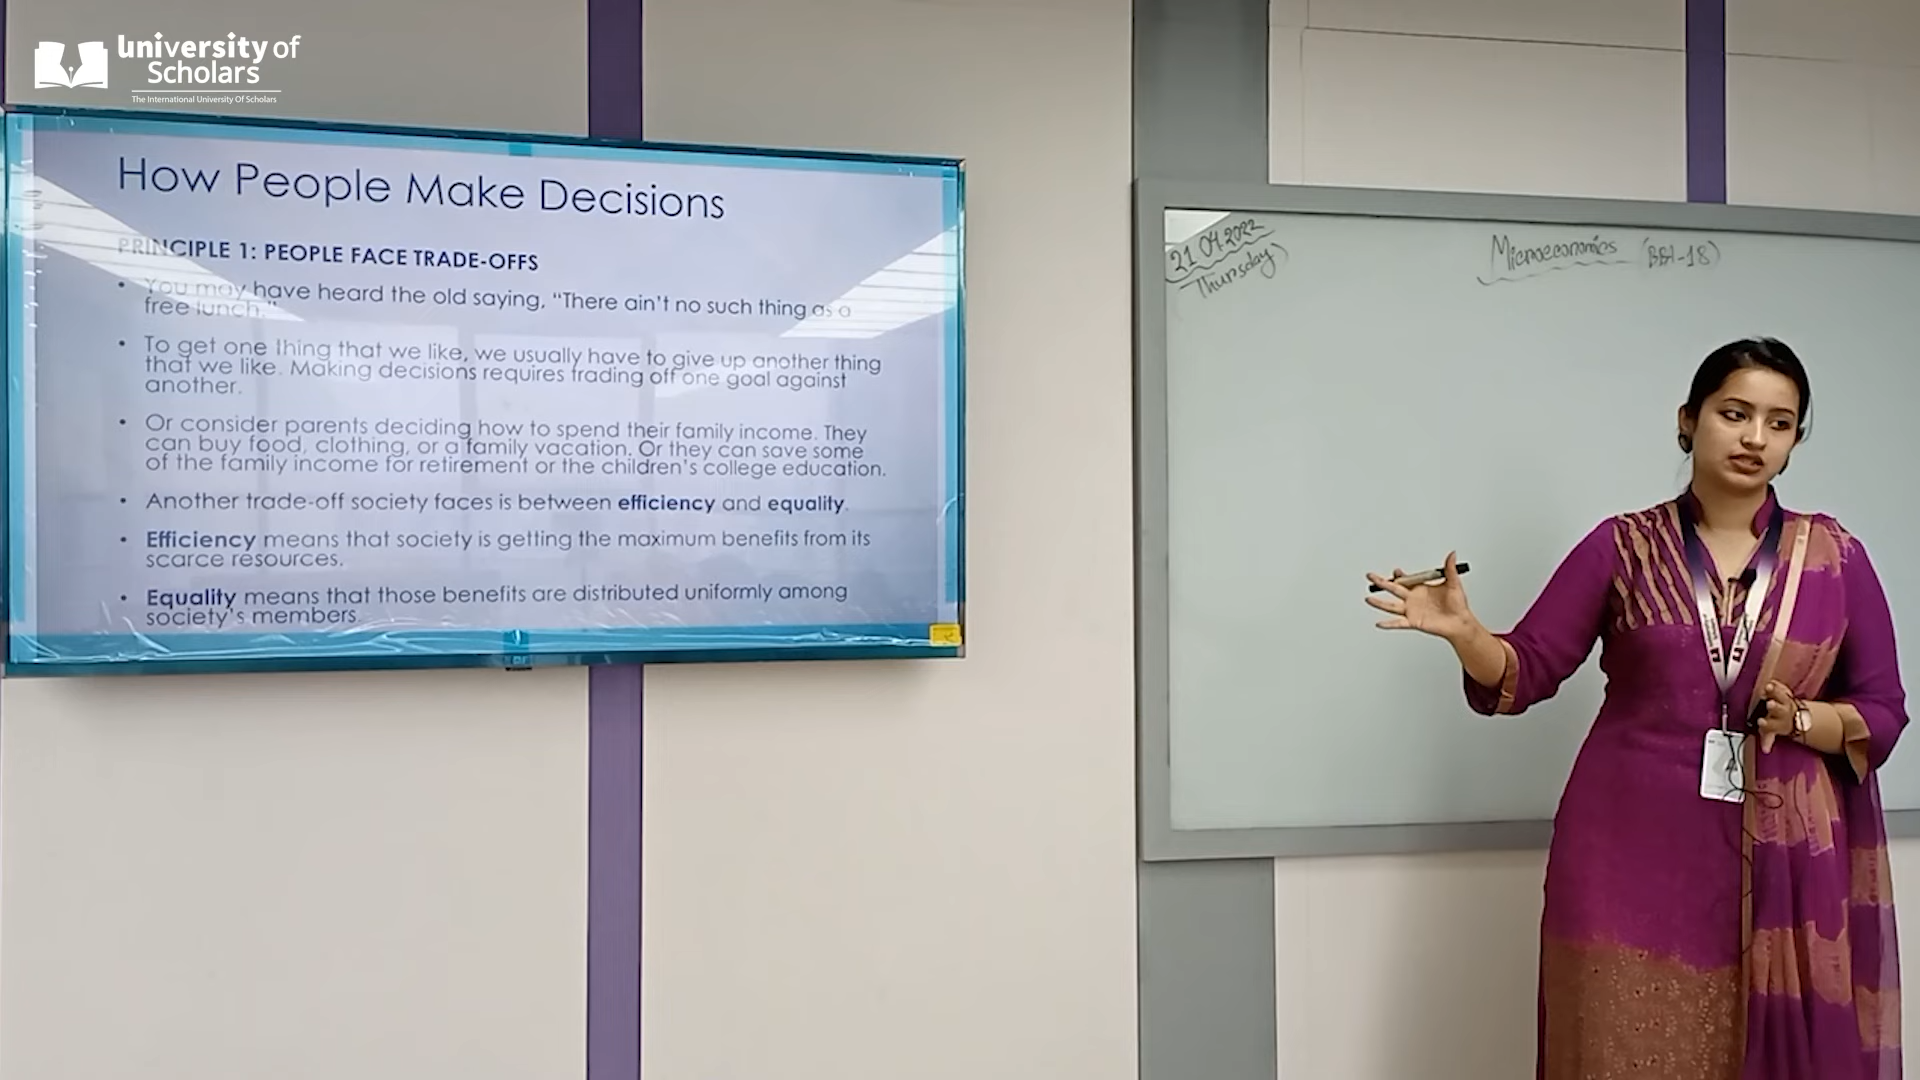 University of
Scholars
The International University Of Scholars
How People Make Decisions
PRINCIPLE 1: PEOPLE FACE TRADE-OFFS
• You may have heard the old saying, “There ain’t no such thing as a
free lunch.”
• To get one thing that we like, we usually have to give up another thing
that we like. Making decisions requires trading off one goal against
another.
• Or consider parents deciding how to spend their family income. They
can buy food, clothing, or a family vacation. Or they can save some
of the family income for retirement or the children’s college education.
• Another trade-off society faces is between efficiency and equality.
• Efficiency means that society is getting the maximum benefits from its
scarce resources.
• Equality means that those benefits are distributed uniformly among
society’s members.
21.04.2022
Thursday)
Microeconomics (BBA-18)